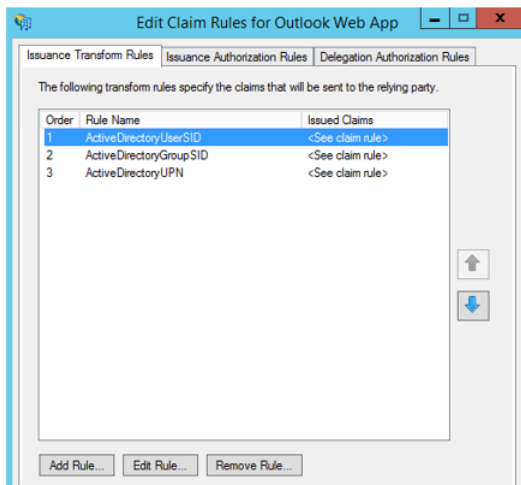 Edit Claim Rules for Outlook Web App
Issuance Transform Rules Issuance Authorization Rules Delegation Authorization Rules
The following transform rules specify the claims that will be sent to the relying party.
Order Rule Name Issued Claims
1 ActiveDirectoryUserSID <See claim rule>
2 ActiveDirectoryGroupSID <See claim rule>
3 ActiveDirectoryUPN <See claim rule>
Add Rule... Edit Rule... Remove Rule...